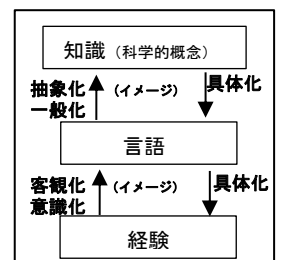 知識（科学的概念）
抽象化 （イメージ） 具体化
一般化
言語
客観化 （イメージ） 具体化
意識化
経験